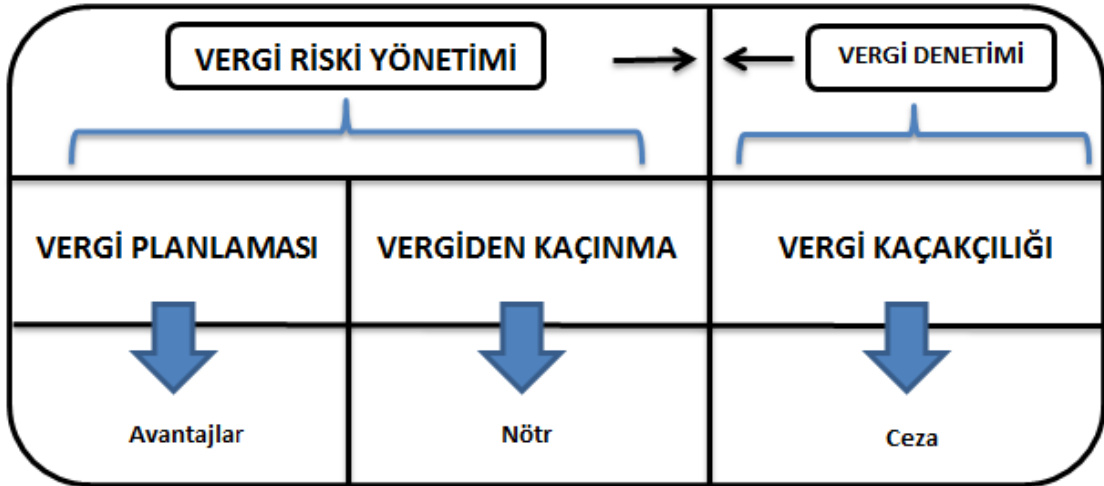 VERGİ RİSKİ YÖNETİMİ
VERGİ DENETİMİ
VERGİ PLANLAMASI
VERGİDEN KAÇINMA
VERGİ KAÇAKÇILIĞI
Avantajlar
Nötr
Ceza